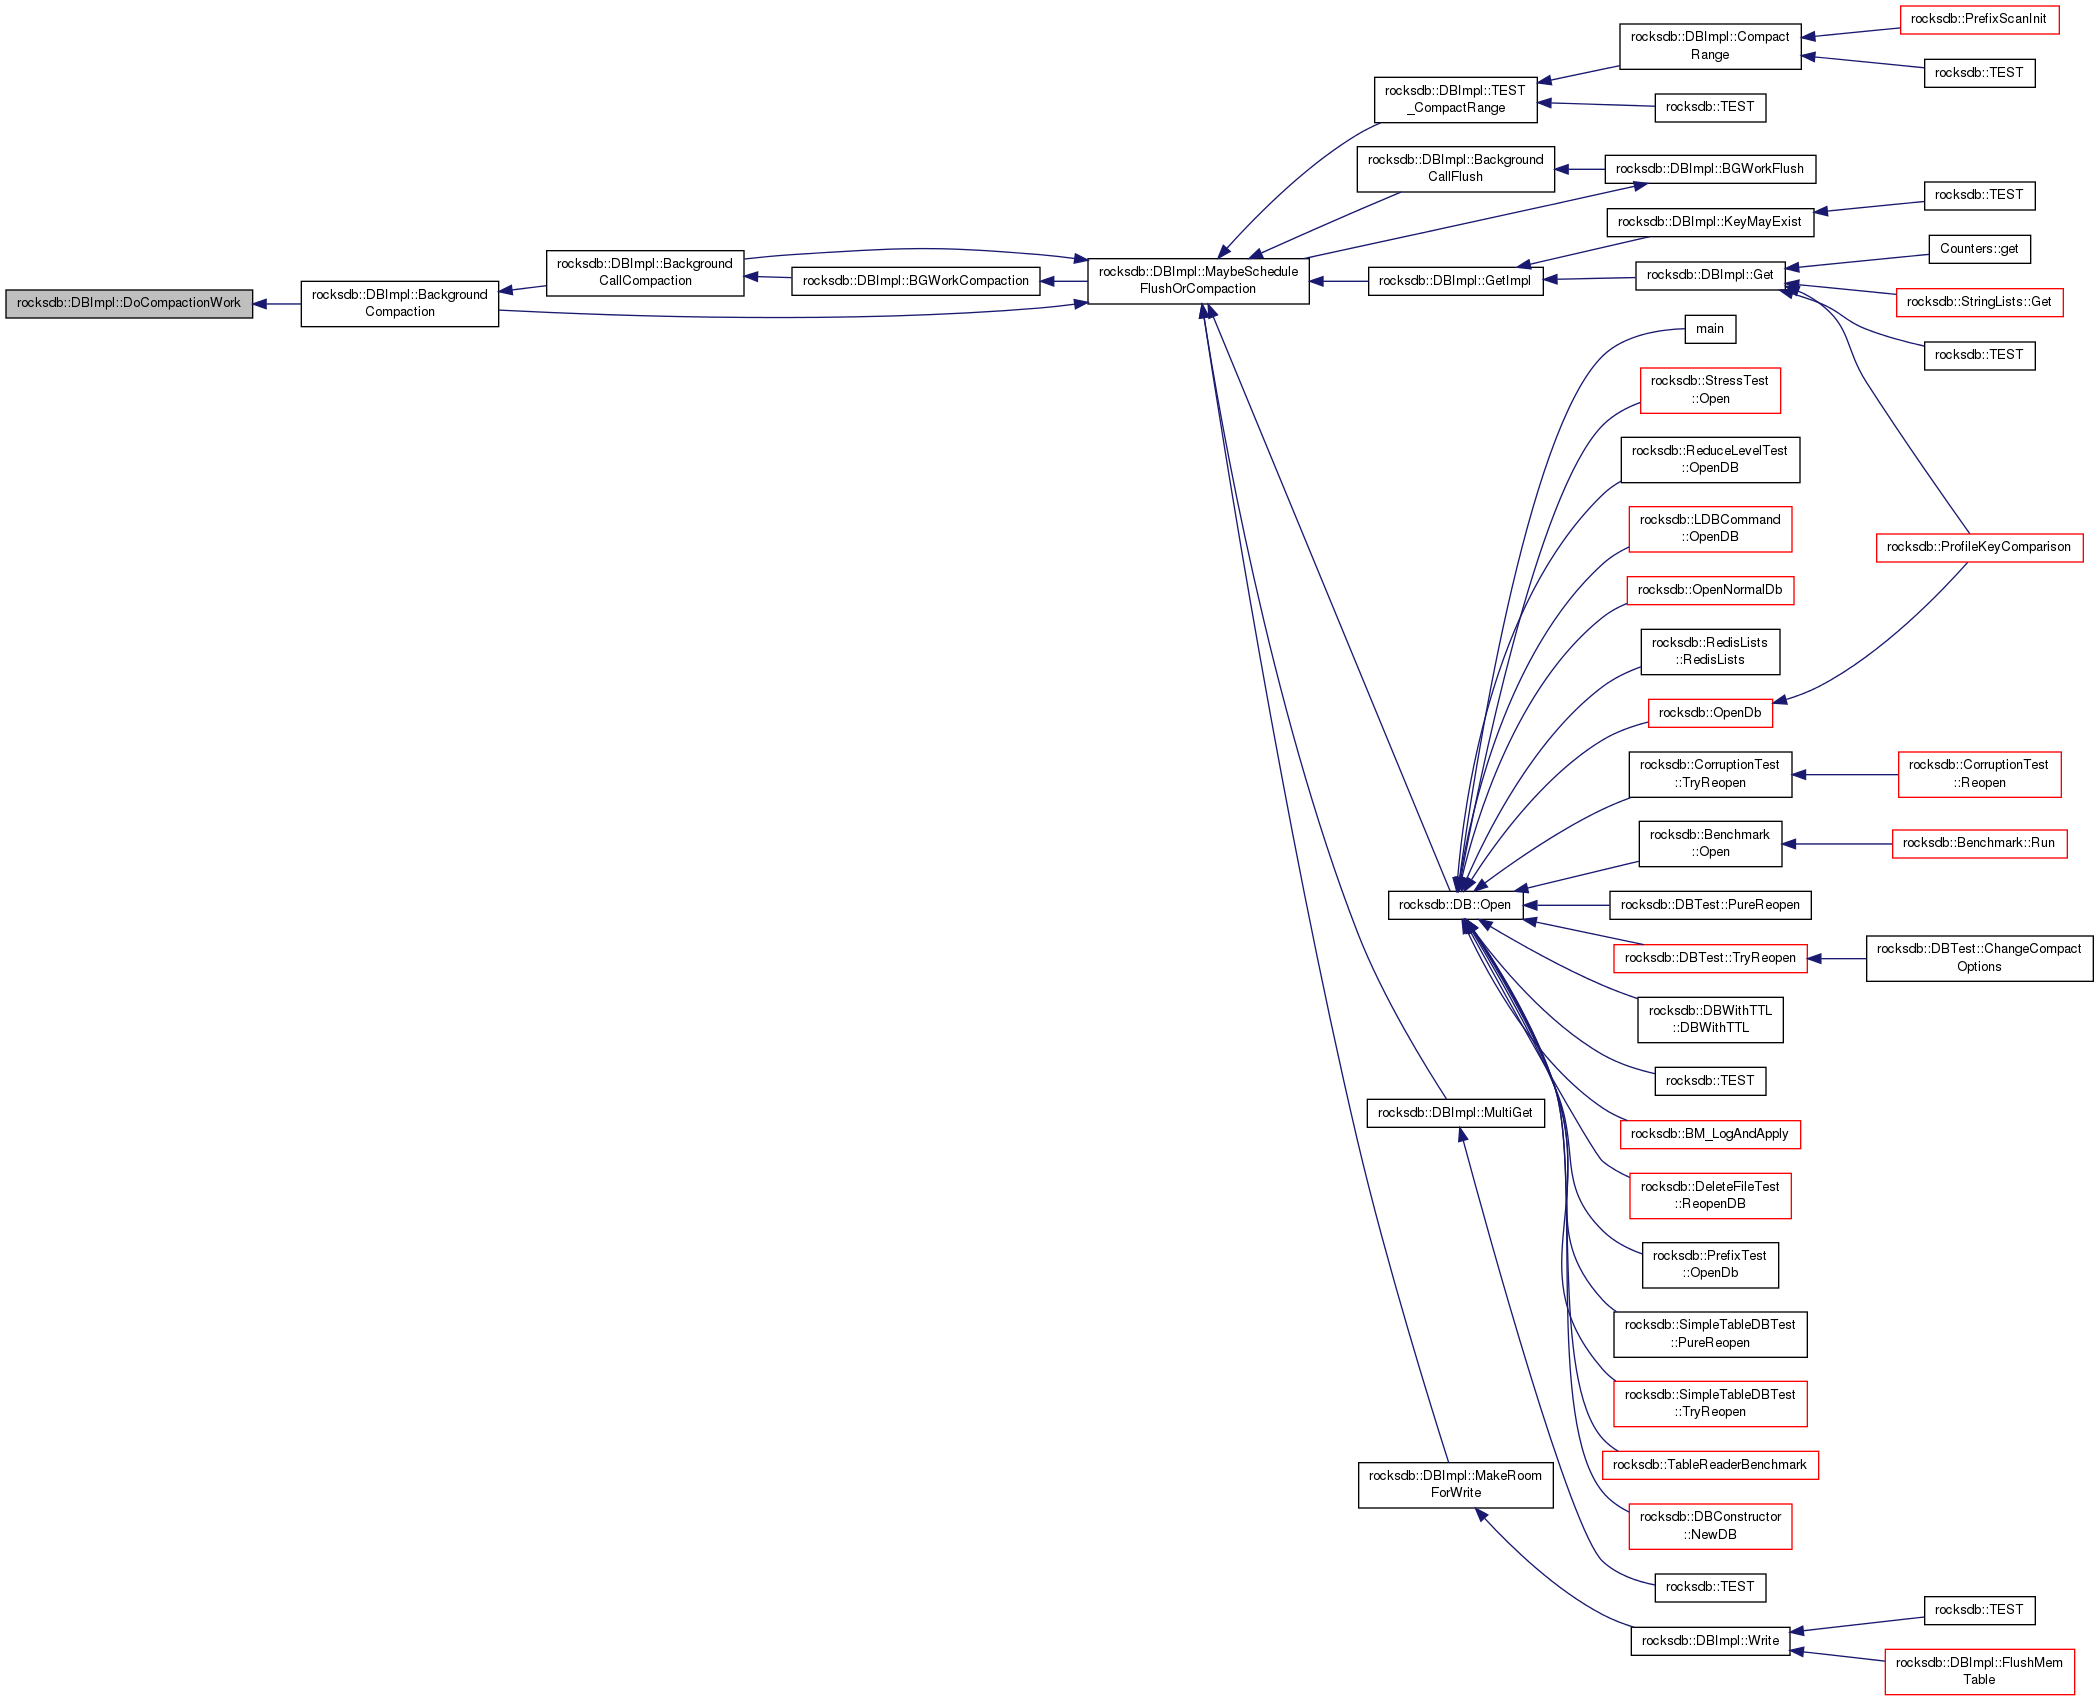 rocksdb::DBImpl::DoCompactionWork
rocksdb::DBImpl::Background
Compaction
rocksdb::DBImpl::Background
CallCompaction
rocksdb::DBImpl::BGWorkCompaction
rocksdb::DBImpl::MaybeSchedule
FlushOrCompaction
rocksdb::DBImpl::TEST
_CompactRange
rocksdb::DBImpl::Compact
Range
rocksdb::PrefixScanInit
rocksdb::TEST
rocksdb::TEST
rocksdb::DBImpl::Background
CallFlush
rocksdb::DBImpl::BGWorkFlush
rocksdb::DBImpl::GetImpl
rocksdb::DBImpl::KeyMayExist
rocksdb::TEST
rocksdb::DBImpl::Get
Counters::get
rocksdb::StringLists::Get
rocksdb::TEST
rocksdb::ProfileKeyComparison
rocksdb::DB::Open
main
rocksdb::StressTest
::Open
rocksdb::ReduceLevelTest
::OpenDB
rocksdb::LDBCommand
::OpenDB
rocksdb::OpenNormalDb
rocksdb::RedisLists
::RedisLists
rocksdb::OpenDb
rocksdb::CorruptionTest
::TryReopen
rocksdb::CorruptionTest
::Reopen
rocksdb::Benchmark
::Open
rocksdb::Benchmark::Run
rocksdb::DBTest::PureReopen
rocksdb::DBTest::TryReopen
rocksdb::DBTest::ChangeCompact
Options
rocksdb::DBWithTTL
::DBWithTTL
rocksdb::TEST
rocksdb::BM_LogAndApply
rocksdb::DeleteFileTest
::ReopenDB
rocksdb::PrefixTest
::OpenDb
rocksdb::SimpleTableDBTest
::PureReopen
rocksdb::SimpleTableDBTest
::TryReopen
rocksdb::TableReaderBenchmark
rocksdb::DBConstructor
::NewDB
rocksdb::DBImpl::MultiGet
rocksdb::TEST
rocksdb::DBImpl::MakeRoom
ForWrite
rocksdb::DBImpl::Write
rocksdb::TEST
rocksdb::DBImpl::FlushMem
Table